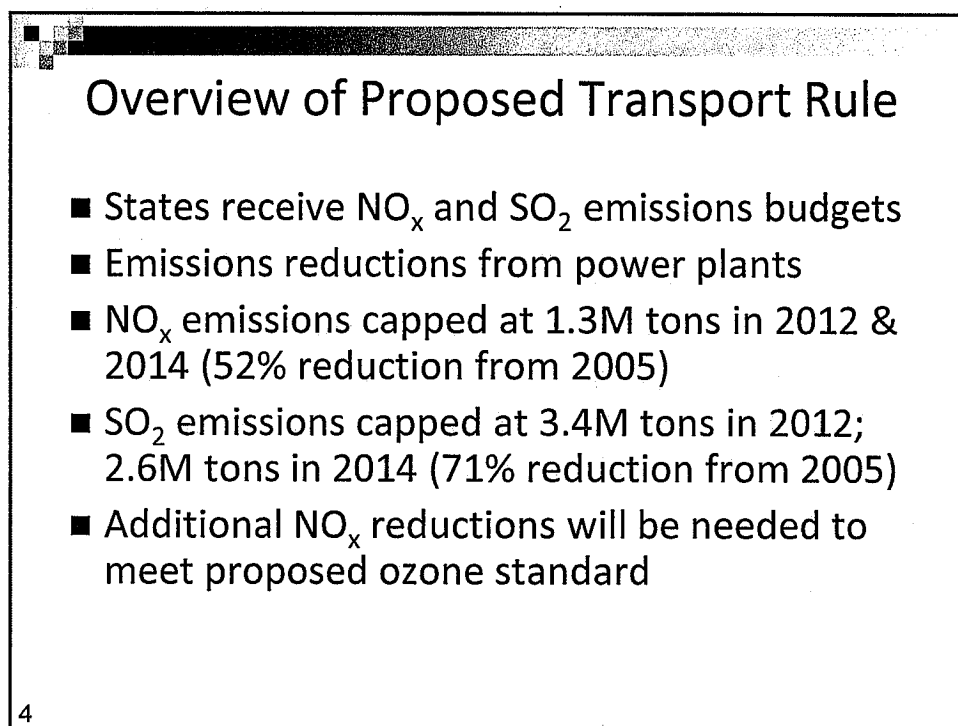 Overview of Proposed Transport Rule
■ States receive NOₓ and SO₂ emissions budgets
■ Emissions reductions from power plants
■ NOₓ emissions capped at 1.3M tons in 2012 &
2014 (52% reduction from 2005)
■ SO₂ emissions capped at 3.4M tons in 2012;
2.6M tons in 2014 (71% reduction from 2005)
■ Additional NOₓ reductions will be needed to
meet proposed ozone standard
4